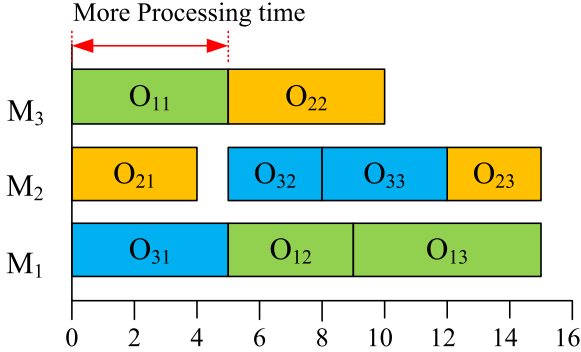 More Processing time
M₃ O₁₁ O₂₂
M₂ O₂₁ O₃₂ O₃₃ O₂₃
M₁ O₃₁ O₁₂ O₁₃
0 2 4 6 8 10 12 14 16